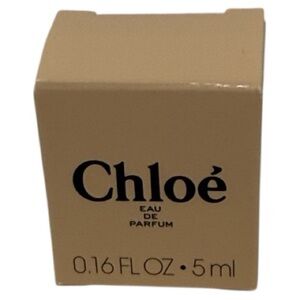 Chloé
EAU
DE
PARFUM
0.16 FL OZ • 5 ml